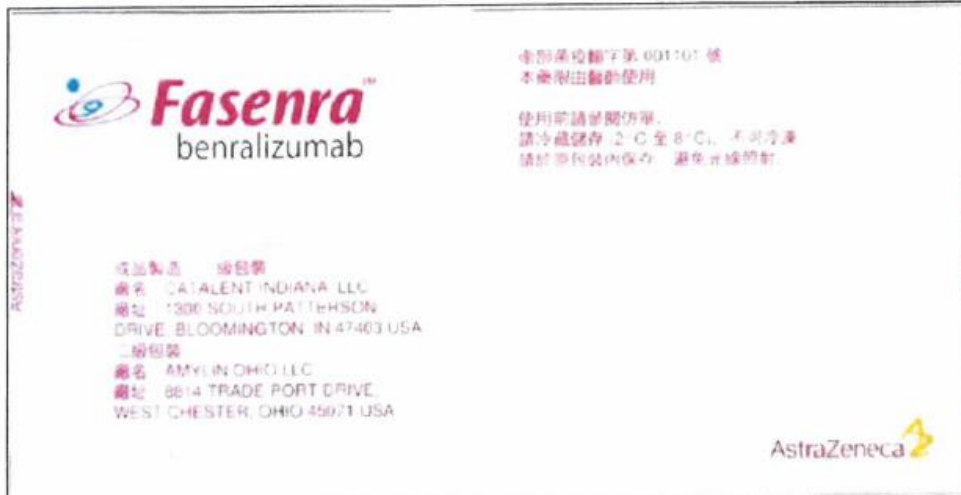 Fasenra™
benralizumab
衛部菌疫輸字第 001101 號
本藥限由醫師使用
使用前請參閱仿單.
請冷藏儲存 (2°C 至 8°C), 不可冷凍
請於原包裝內保存 避免光線照射
AstraZeneca
成品製造 級包裝
廠名 CATALENT INDIANA, LLC
廠址 1300 SOUTH PATTERSON
DRIVE, BLOOMINGTON, IN 47403 USA
二級包裝
廠名 AMYLIN OHIO LLC
廠址 8814 TRADE PORT DRIVE,
WEST CHESTER, OHIO 45071 USA
AstraZeneca